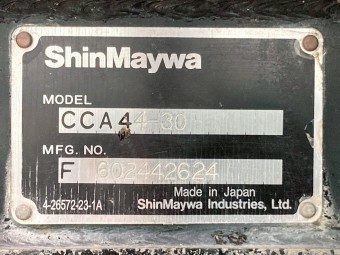 ShinMaywa
MODEL
CCA44-30
MFG. NO.
F 602442624
Made in Japan
4-26572-23-1A ShinMaywa Industries, Ltd.